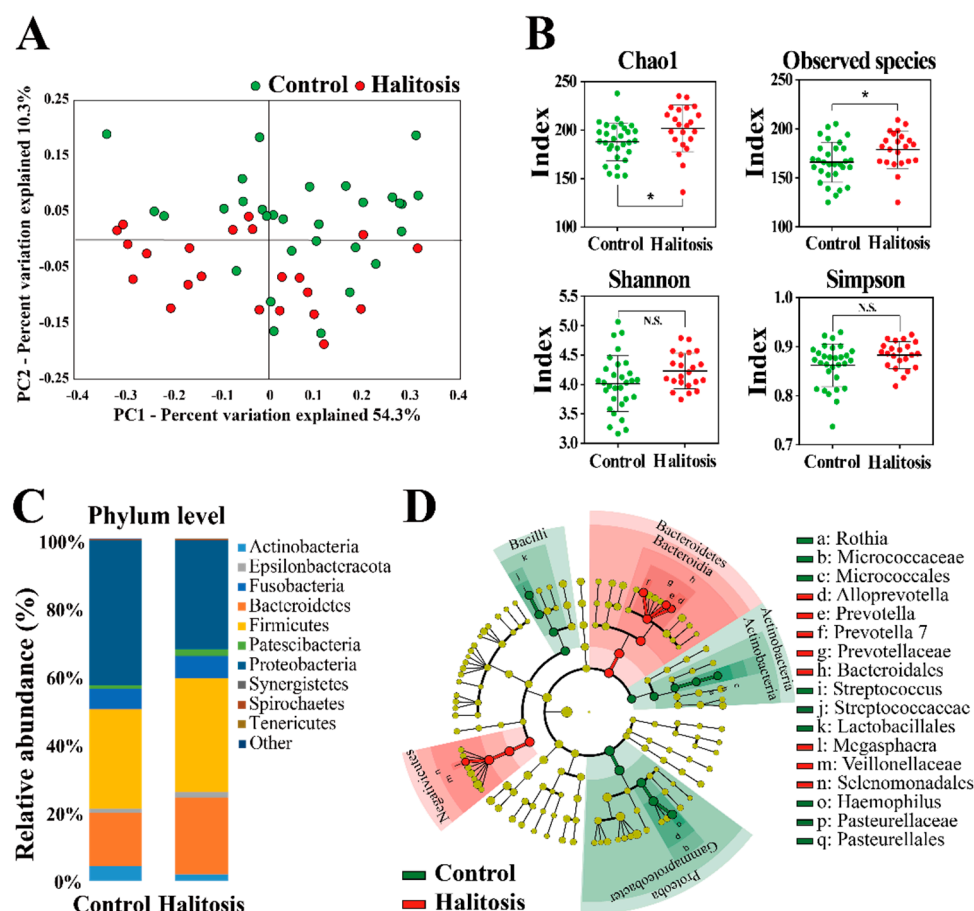 A
Control Halitosis
PC2 - Percent variation explained 10.3%
0.25
0.15
0.05
-0.05
-0.15
-0.25
-0.4 -0.3 -0.2 -0.1 0 0.1 0.2 0.3 0.4
PC1 - Percent variation explained 54.3%
B
Chao1
Index
250
200
150
100
*
Control Halitosis
Observed species
Index
250
225
200
175
150
125
100
*
Control Halitosis
Shannon
Index
5.5
5.0
4.5
4.0
3.5
3.0
N.S.
Control Halitosis
Simpson
Index
1.0
0.9
0.8
0.7
N.S.
Control Halitosis
C
Phylum level
Relative abundance (%)
100%
80%
60%
40%
20%
0%
Control Halitosis
Actinobacteria
Epsilonbacteracota
Fusobacteria
Bacteroidetes
Firmicutes
Patescibacteria
Proteobacteria
Synergistetes
Spirochaetes
Tenericutes
Other
D
Bacilli
k
Bacteroidetes
Bacteroidia
h
g
f
e
d
Actinobacteria
Actinobacteria
Negativicutes
n
m
Proteoba
Gammaproteobacter
q
p
Control
Halitosis
a: Rothia
b: Micrococcaceae
c: Micrococcales
d: Alloprevotella
e: Prevotella
f: Prevotella 7
g: Prevotellaceae
h: Bacteroidales
i: Streptococcus
j: Streptococcaceae
k: Lactobacillales
l: Megasphaera
m: Veillonellaceae
n: Selenomonadales
o: Haemophilus
p: Pasteurellaceae
q: Pasteurellales